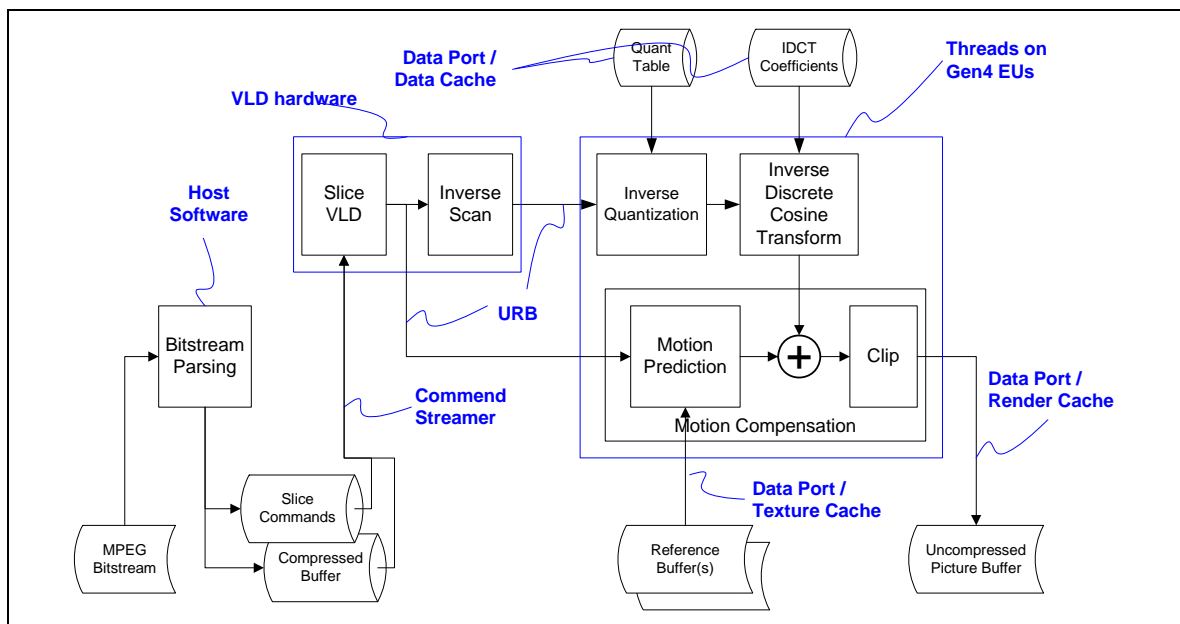 Data Port /
Data Cache
Quant
Table
IDCT
Coefficients
Threads on
Gen4 EUs
VLD hardware
Host
Software
Slice
VLD
Inverse
Scan
Inverse
Quantization
Inverse
Discrete
Cosine
Transform
URB
Bitstream
Parsing
Motion
Prediction
+
Clip
Motion Compensation
Commend
Streamer
Data Port /
Render Cache
Data Port /
Texture Cache
Slice
Commands
MPEG
Bitstream
Compressed
Buffer
Reference
Buffer(s)
Uncompressed
Picture Buffer